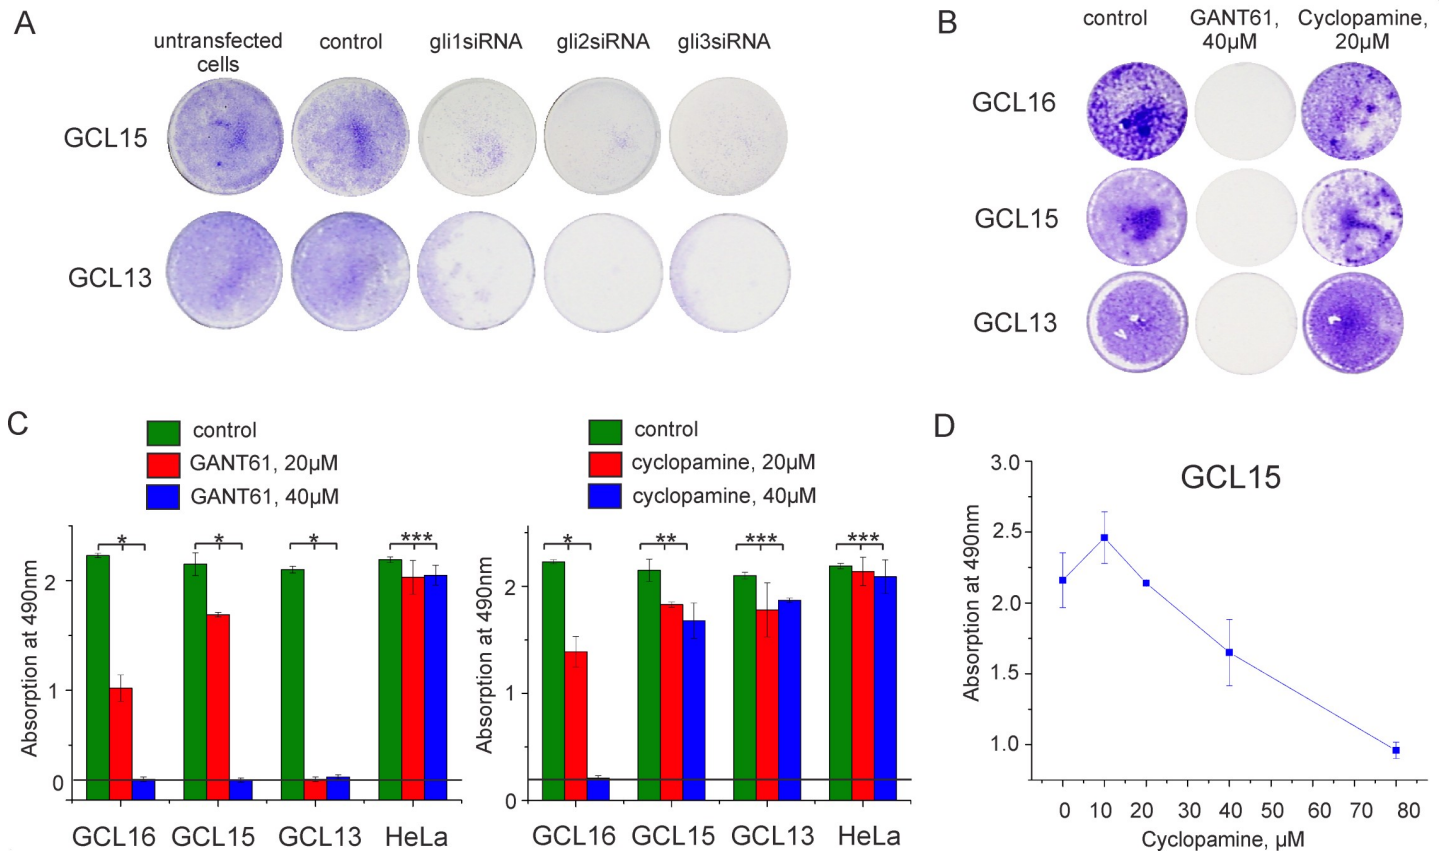 A
untransfected
cells
control
gli1siRNA
gli2siRNA
gli3siRNA
GCL15
GCL13
B
control
GANT61,
40µM
Cyclopamine,
20µM
GCL16
GCL15
GCL13
C
control
GANT61, 20µM
GANT61, 40µM
Absorption at 490nm
2
1
0
*
*
*
***
GCL16
GCL15
GCL13
HeLa
control
cyclopamine, 20µM
cyclopamine, 40µM
Absorption at 490nm
2
1
0
*
**
***
***
GCL16
GCL15
GCL13
HeLa
D
GCL15
Absorption at 490nm
3.0
2.5
2.0
1.5
1.0
0 10 20 30 40 50 60 70 80
Cyclopamine, µM